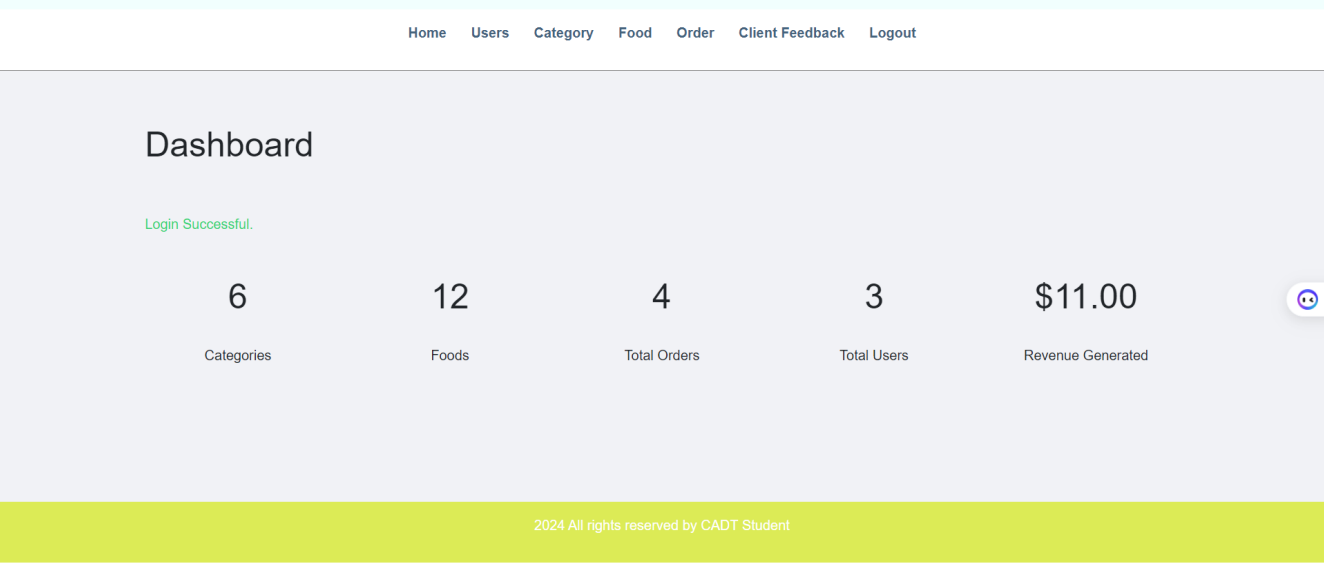 Home Users Category Food Order Client Feedback Logout
Dashboard
Login Successful.
6 12 4 3 $11.00
Categories Foods Total Orders Total Users Revenue Generated
2024 All rights reserved by CADT Student